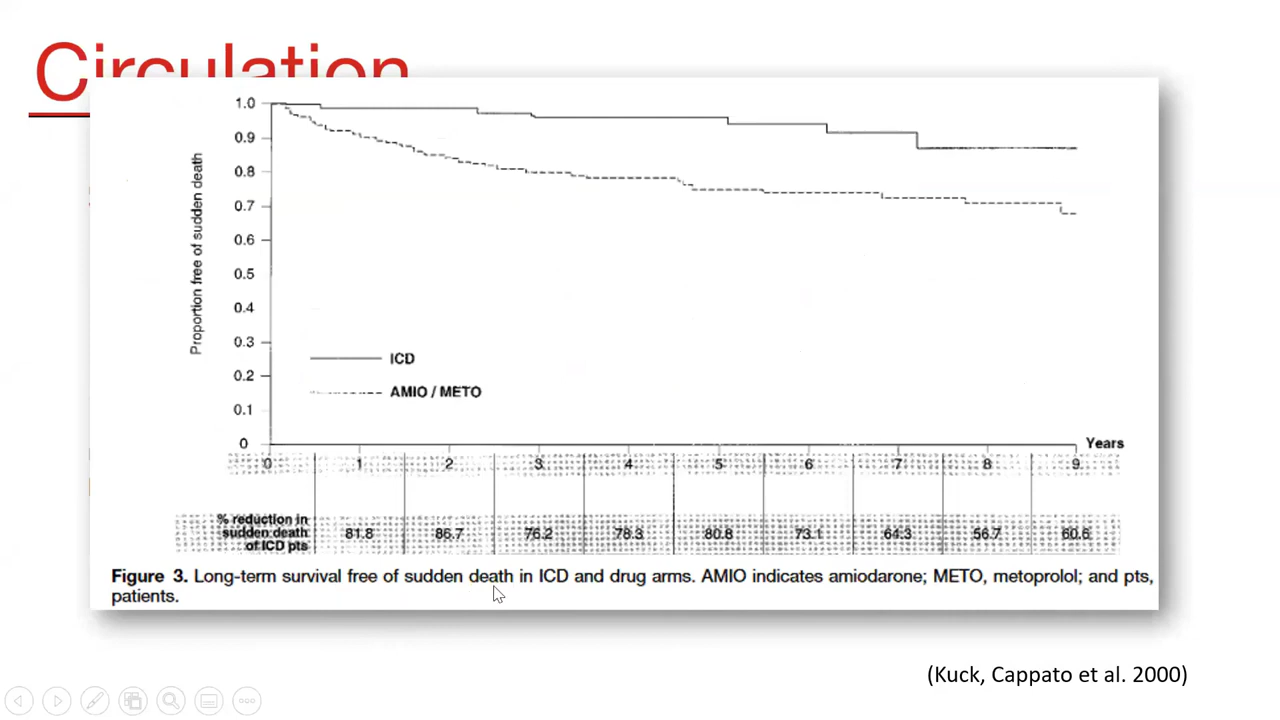 Circulation
1.0
0.9
0.8
0.7
0.6
0.5
0.4
0.3
0.2
0.1
0
Proportion free of sudden death
ICD
AMIO / METO
Years
0 1 2 3 4 5 6 7 8 9
% reduction in
sudden death
of ICD pts
81.8 86.7 76.2 78.3 80.8 73.1 64.3 56.7 60.6
Figure 3. Long-term survival free of sudden death in ICD and drug arms. AMIO indicates amiodarone; METO, metoprolol; and pts,
patients.
(Kuck, Cappato et al. 2000)